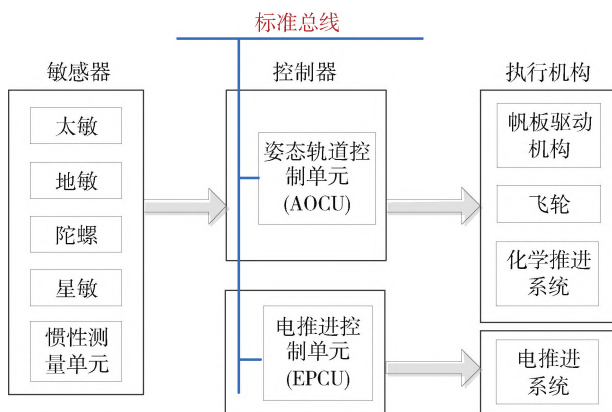 标准总线
敏感器
太敏
地敏
陀螺
星敏
惯性测
量单元
控制器
姿态轨道控
制单元
(AOCU)
电推进控
制单元
(EPCU)
执行机构
帆板驱动
机构
飞轮
化学推进
系统
电推进
系统